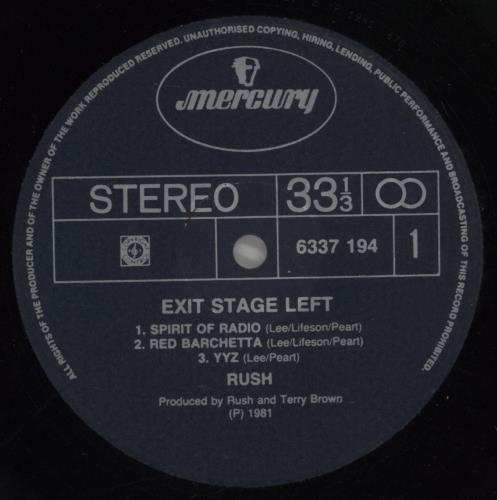 ALL RIGHTS OF THE PRODUCER AND OF THE OWNER OF THE WORK REPRODUCED RESERVED. UNAUTHORISED COPYING, HIRING, LENDING, PUBLIC PERFORMANCE AND BROADCASTING OF THIS RECORD PROHIBITED.
mercury
STEREO 33 1/3
6337 194 1
EXIT STAGE LEFT
1. SPIRIT OF RADIO (Lee/Lifeson/Peart)
2. RED BARCHETTA (Lee/Lifeson/Peart)
3. YYZ (Lee/Peart)
RUSH
Produced by Rush and Terry Brown
(P) 1981